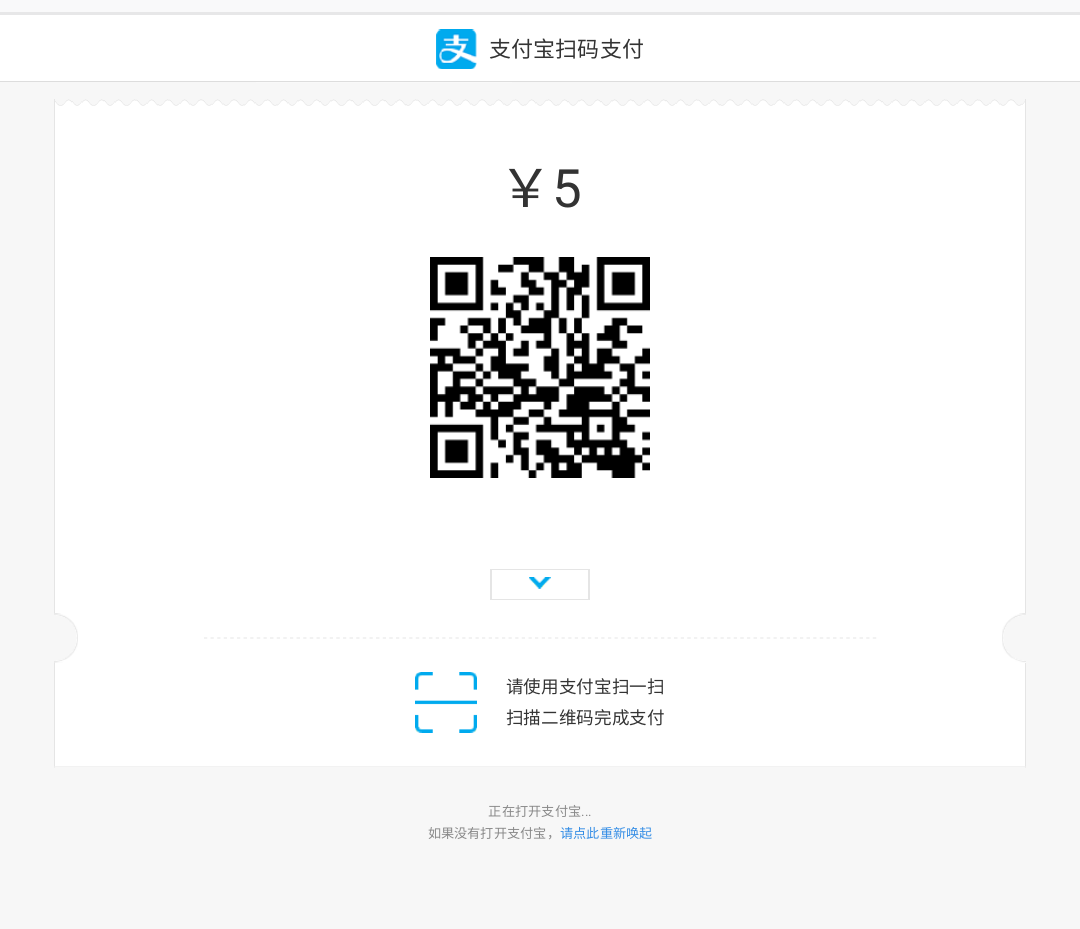 支 支付宝扫码支付
￥5
请使用支付宝扫一扫
扫描二维码完成支付
正在打开支付宝...
如果没有打开支付宝，请点此重新唤起